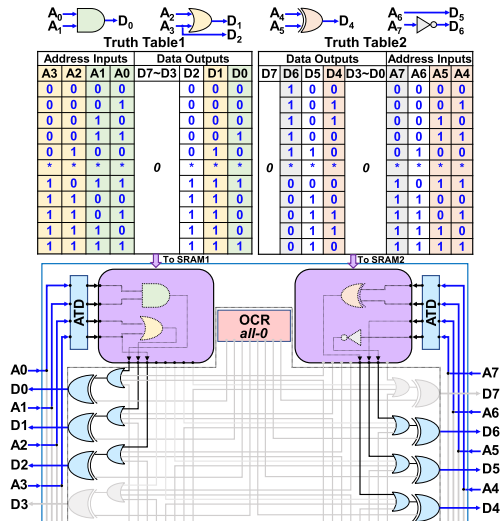 A0 A1 D0 A2 A3 D1 D2 A4 A5 D4 A6 A7 D5 D6
Truth Table1 Truth Table2
Address Inputs Data Outputs Data Outputs Address Inputs
A3 A2 A1 A0 D7~D3 D2 D1 D0 D7 D6 D5 D4 D3~D0 A7 A6 A5 A4
0 0 0 0 0 0 0 1 0 0 0 0 0 0
0 0 0 1 0 0 0 1 0 1 0 0 0 1
0 0 1 0 0 0 0 1 0 1 0 0 1 0
0 0 1 1 0 0 1 1 0 0 0 0 1 1
0 1 0 0 0 1 0 1 1 0 0 1 0 0
* * * * 0 * * * 0 * * * 0 * * * *
1 0 1 1 1 1 1 0 0 0 1 0 1 1
1 1 0 0 1 1 0 0 1 0 1 1 0 0
1 1 0 1 1 1 0 0 1 1 1 1 0 1
1 1 1 0 1 1 0 0 1 1 1 1 1 0
1 1 1 1 1 1 1 0 1 0 1 1 1 1
To SRAM1 To SRAM2
ATD ATD
OCR
all-0
A0 A7
D0 D7
A1 A6
D1 D6
A2 A5
D2 D5
A3 A4
D3 D4